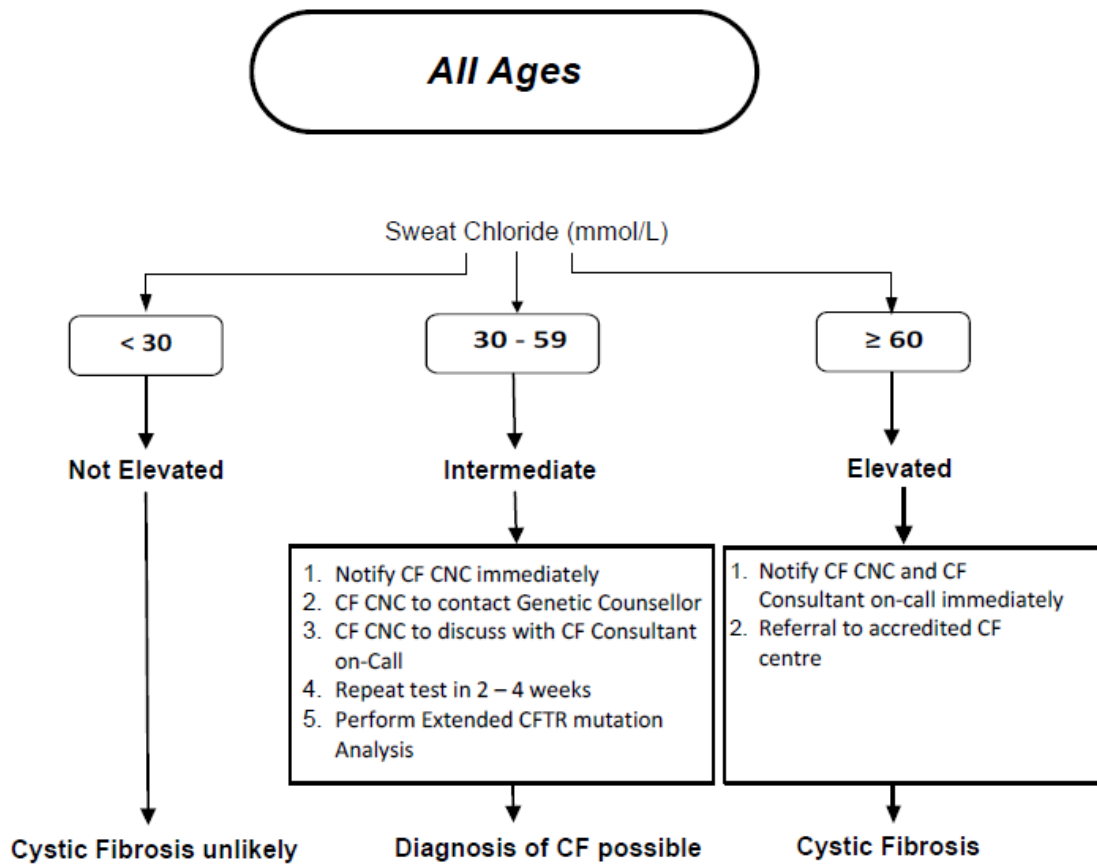 All Ages
Sweat Chloride (mmol/L)
< 30
30 - 59
≥ 60
Not Elevated
Intermediate
Elevated
1. Notify CF CNC immediately
2. CF CNC to contact Genetic Counsellor
3. CF CNC to discuss with CF Consultant
on-Call
4. Repeat test in 2 – 4 weeks
5. Perform Extended CFTR mutation
Analysis
1. Notify CF CNC and CF
Consultant on-call immediately
2. Referral to accredited CF
centre
Cystic Fibrosis unlikely
Diagnosis of CF possible
Cystic Fibrosis